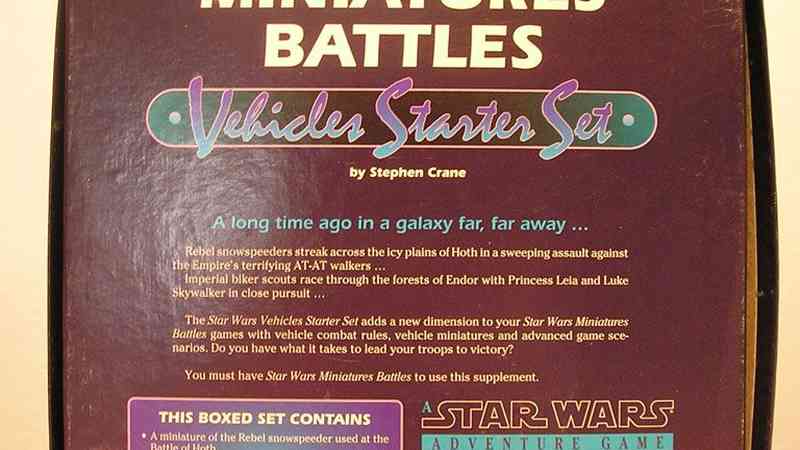 MINIATURES
BATTLES
Vehicles Starter Set
by Stephen Crane
A long time ago in a galaxy far, far away ...
Rebel snowspeeders streak across the icy plains of Hoth in a sweeping assault against
the Empire's terrifying AT-AT walkers ...
Imperial biker scouts race through the forests of Endor with Princess Leia and Luke
Skywalker in close pursuit ...
The Star Wars Vehicles Starter Set adds a new dimension to your Star Wars Miniatures
Battles games with vehicle combat rules, vehicle miniatures and advanced game sce-
narios. Do you have what it takes to lead your troops to victory?
You must have Star Wars Miniatures Battles to use this supplement.
THIS BOXED SET CONTAINS
• A miniature of the Rebel snowspeeder used at the
Battle of Hoth
A STAR WARS
ADVENTURE GAME